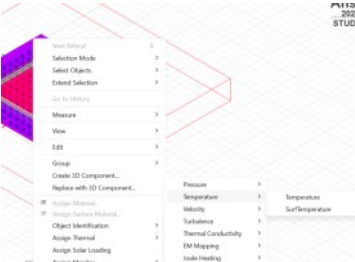 Ans
202
STUD
Next Behind
Selection Mode
Select Objects
Extend Selection
Go to History
Measure
View
Edit
Group
Create 3D Component...
Replace with 3D Component...
Assign Material...
Assign Surface Material...
Object Identification
Assign Thermal
Assign Solar Loading
Assign Monitor
Pressure
Temperature
Velocity
Turbulence
Thermal Conductivity
EM Mapping
Joule Heating
Temperature
SurfTemperature